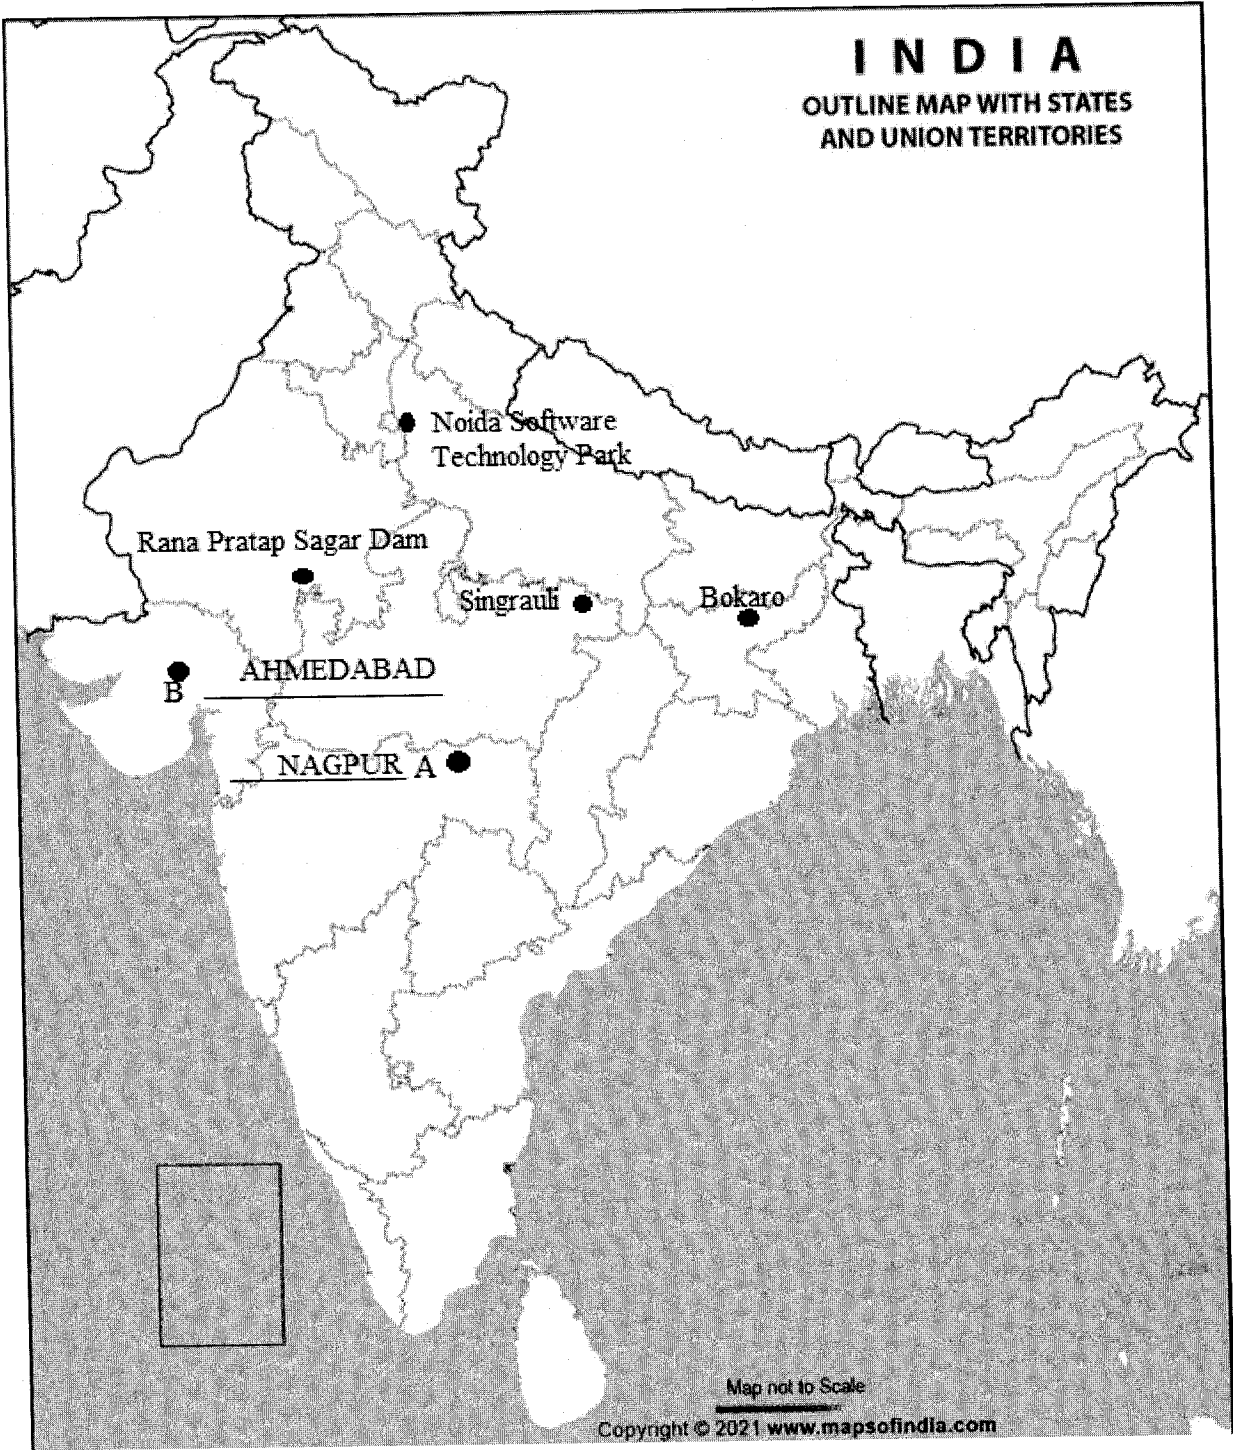 I N D I A
OUTLINE MAP WITH STATES
AND UNION TERRITORIES
Noida Software
Technology Park
Rana Pratap Sagar Dam
Singrauli
Bokaro
AHMEDABAD
B
NAGPUR A
Map not to Scale
Copyright © 2021 www.mapsofindia.com